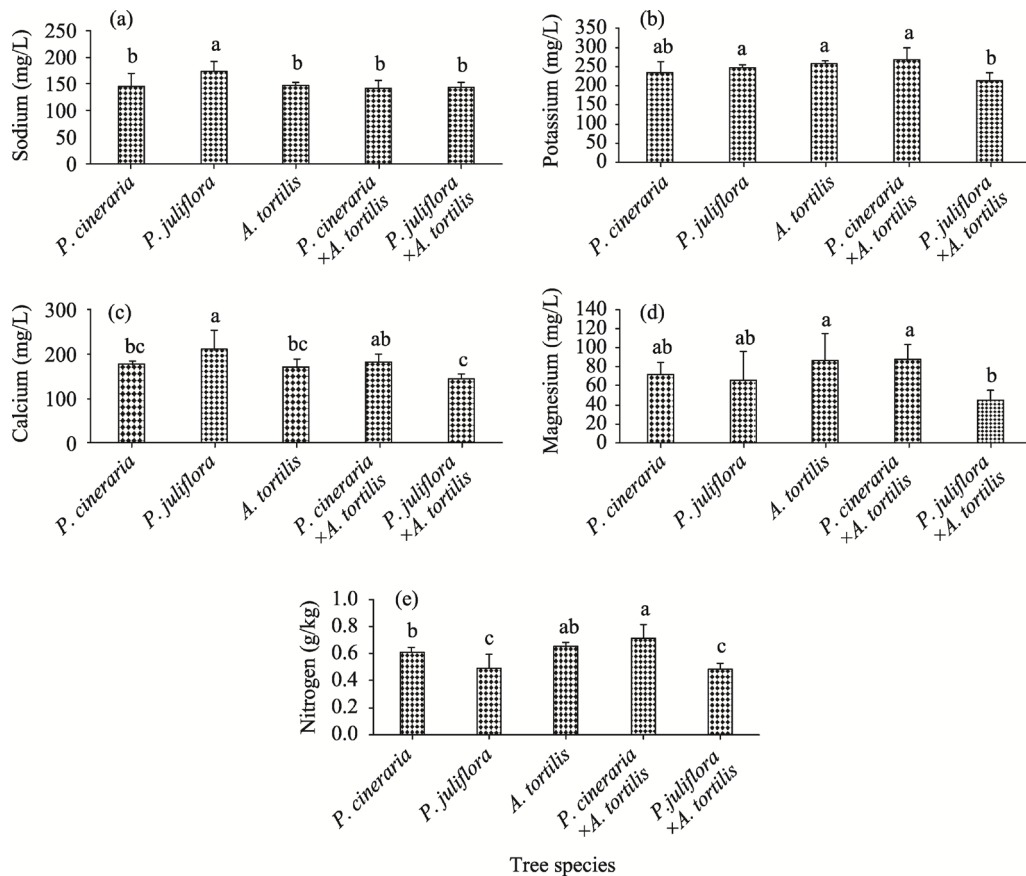 (a)
Sodium (mg/L)
250
200
150
100
50
0
b
a
b
b
b
P. cineraria
P. juliflora
A. tortilis
P. cineraria
+A. tortilis
P. juliflora
+A. tortilis
(b)
Potassium (mg/L)
350
300
250
200
150
100
50
0
ab
a
a
a
b
P. cineraria
P. juliflora
A. tortilis
P. cineraria
+A. tortilis
P. juliflora
+A. tortilis
(c)
Calcium (mg/L)
300
200
100
0
bc
a
bc
ab
c
P. cineraria
P. juliflora
A. tortilis
P. cineraria
+A. tortilis
P. juliflora
+A. tortilis
(d)
Magnesium (mg/L)
140
120
100
80
60
40
20
0
ab
ab
a
a
b
P. cineraria
P. juliflora
A. tortilis
P. cineraria
+A. tortilis
P. juliflora
+A. tortilis
(e)
Nitrogen (g/kg)
1.0
0.8
0.6
0.4
0.2
0.0
b
c
ab
a
c
P. cineraria
P. juliflora
A. tortilis
P. cineraria
+A. tortilis
P. juliflora
+A. tortilis
Tree species